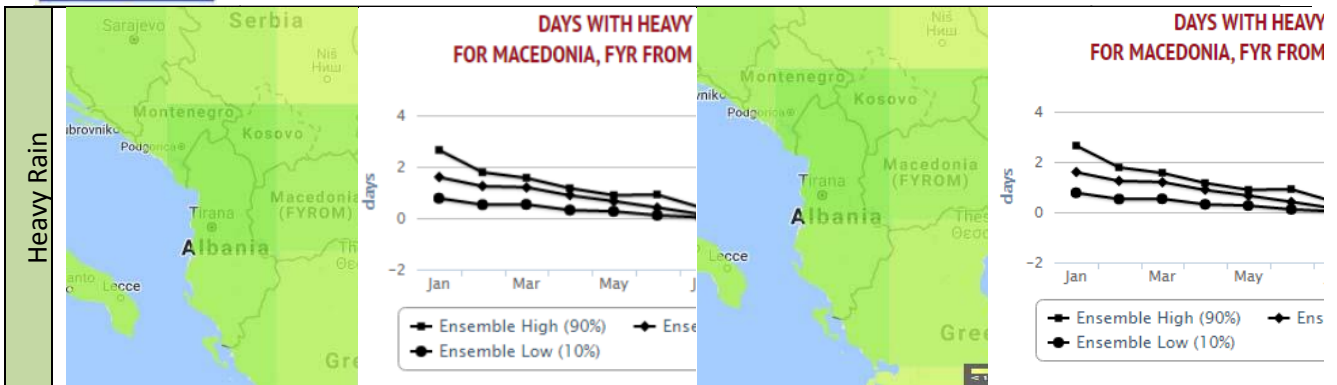 Heavy Rain
Sarajevo
Serbia
Niš
Ниш
Montenegro
Kosovo
Podgorica
Macedonia
(FYROM)
Tirana
Albania
Lecce
DAYS WITH HEAVY
FOR MACEDONIA, FYR FROM
4
2
0
−2
days
Jan
Mar
May
Ensemble High (90%)
Ense
Ensemble Low (10%)
Niš
Ниш
Montenegro
Kosovo
Podgorica
Macedonia
(FYROM)
Tirana
Albania
Lecce
DAYS WITH HEAVY
FOR MACEDONIA, FYR FROM
4
2
0
−2
days
Jan
Mar
May
Ensemble High (90%)
Ens
Ensemble Low (10%)